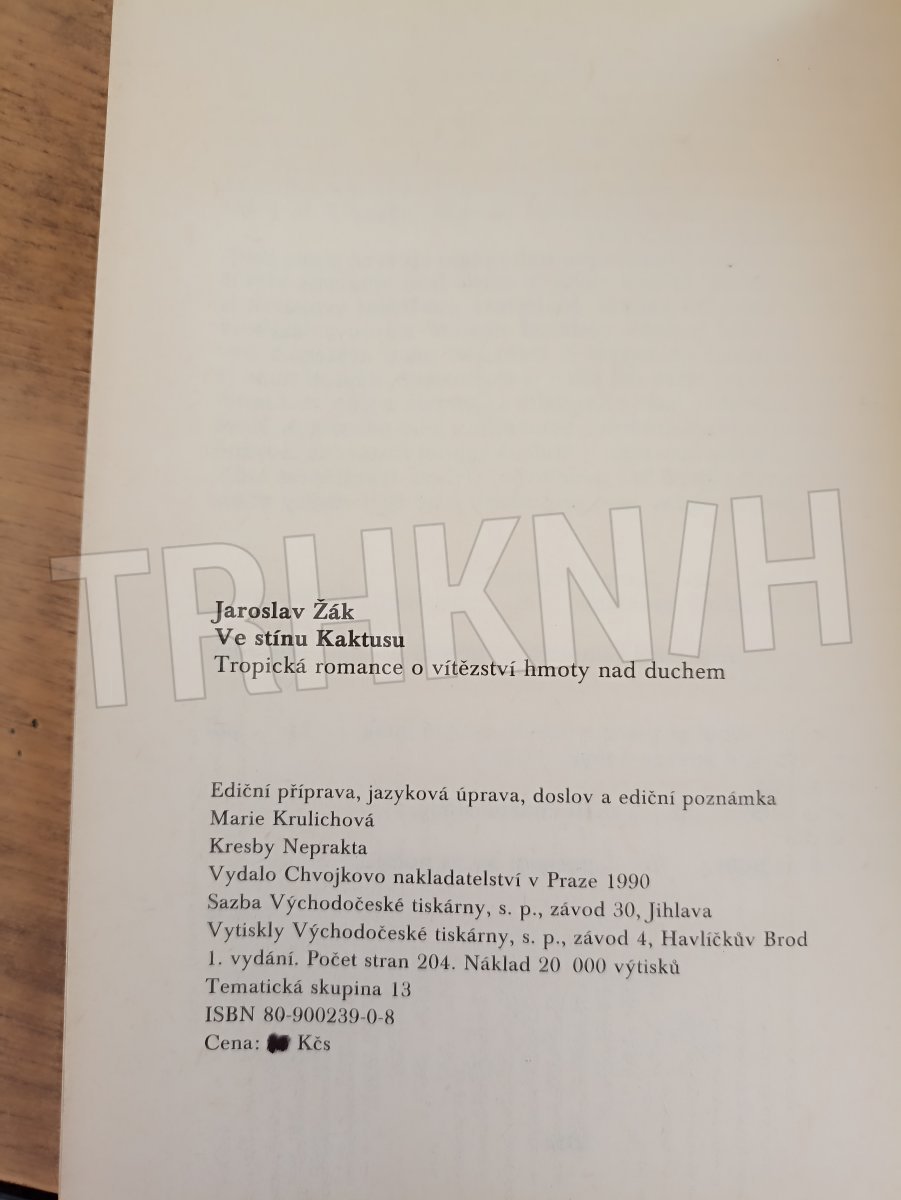 TRHKNIH
Jaroslav Žák
Ve stínu Kaktusu
Tropická romance o vítězství hmoty nad duchem
Ediční příprava, jazyková úprava, doslov a ediční poznámka
Marie Krulichová
Kresby Neprakta
Vydalo Chvojkovo nakladatelství v Praze 1990
Sazba Východočeské tiskárny, s. p., závod 30, Jihlava
Vytiskly Východočeské tiskárny, s. p., závod 4, Havlíčkův Brod
1. vydání. Počet stran 204. Náklad 20 000 výtisků
Tematická skupina 13
ISBN 80-900239-0-8
Cena: Kčs